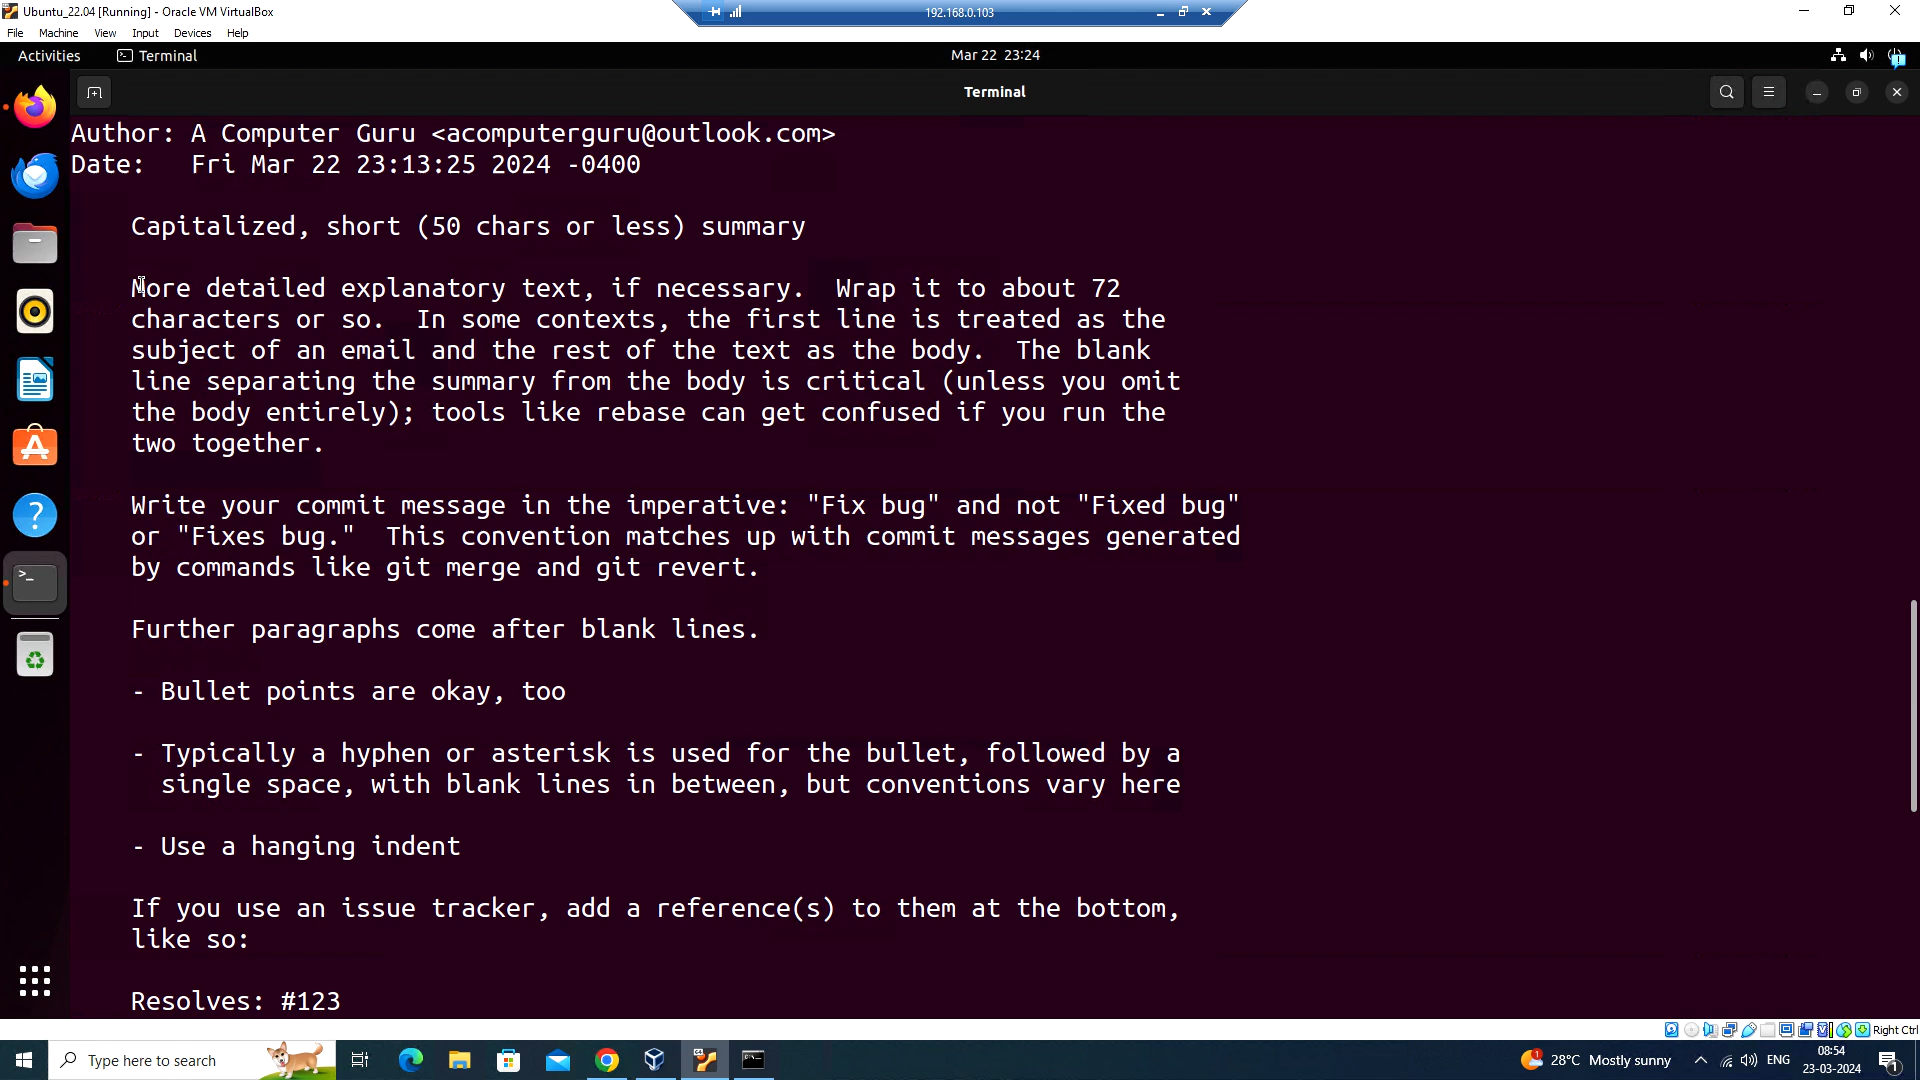 Ubuntu_22.04 [Running] - Oracle VM VirtualBox
192.168.0.103
File Machine View Input Devices Help
Activities Terminal Mar 22 23:24
Terminal
Author: A Computer Guru <acomputerguru@outlook.com>
Date:   Fri Mar 22 23:13:25 2024 -0400
Capitalized, short (50 chars or less) summary
More detailed explanatory text, if necessary.  Wrap it to about 72
characters or so.  In some contexts, the first line is treated as the
subject of an email and the rest of the text as the body.  The blank
line separating the summary from the body is critical (unless you omit
the body entirely); tools like rebase can get confused if you run the
two together.
Write your commit message in the imperative: "Fix bug" and not "Fixed bug"
or "Fixes bug."  This convention matches up with commit messages generated
by commands like git merge and git revert.
Further paragraphs come after blank lines.
- Bullet points are okay, too
- Typically a hyphen or asterisk is used for the bullet, followed by a
single space, with blank lines in between, but conventions vary here
- Use a hanging indent
If you use an issue tracker, add a reference(s) to them at the bottom,
like so:
Resolves: #123
Right Ctrl
Type here to search
28°C Mostly sunny
ENG
08:54
23-03-2024